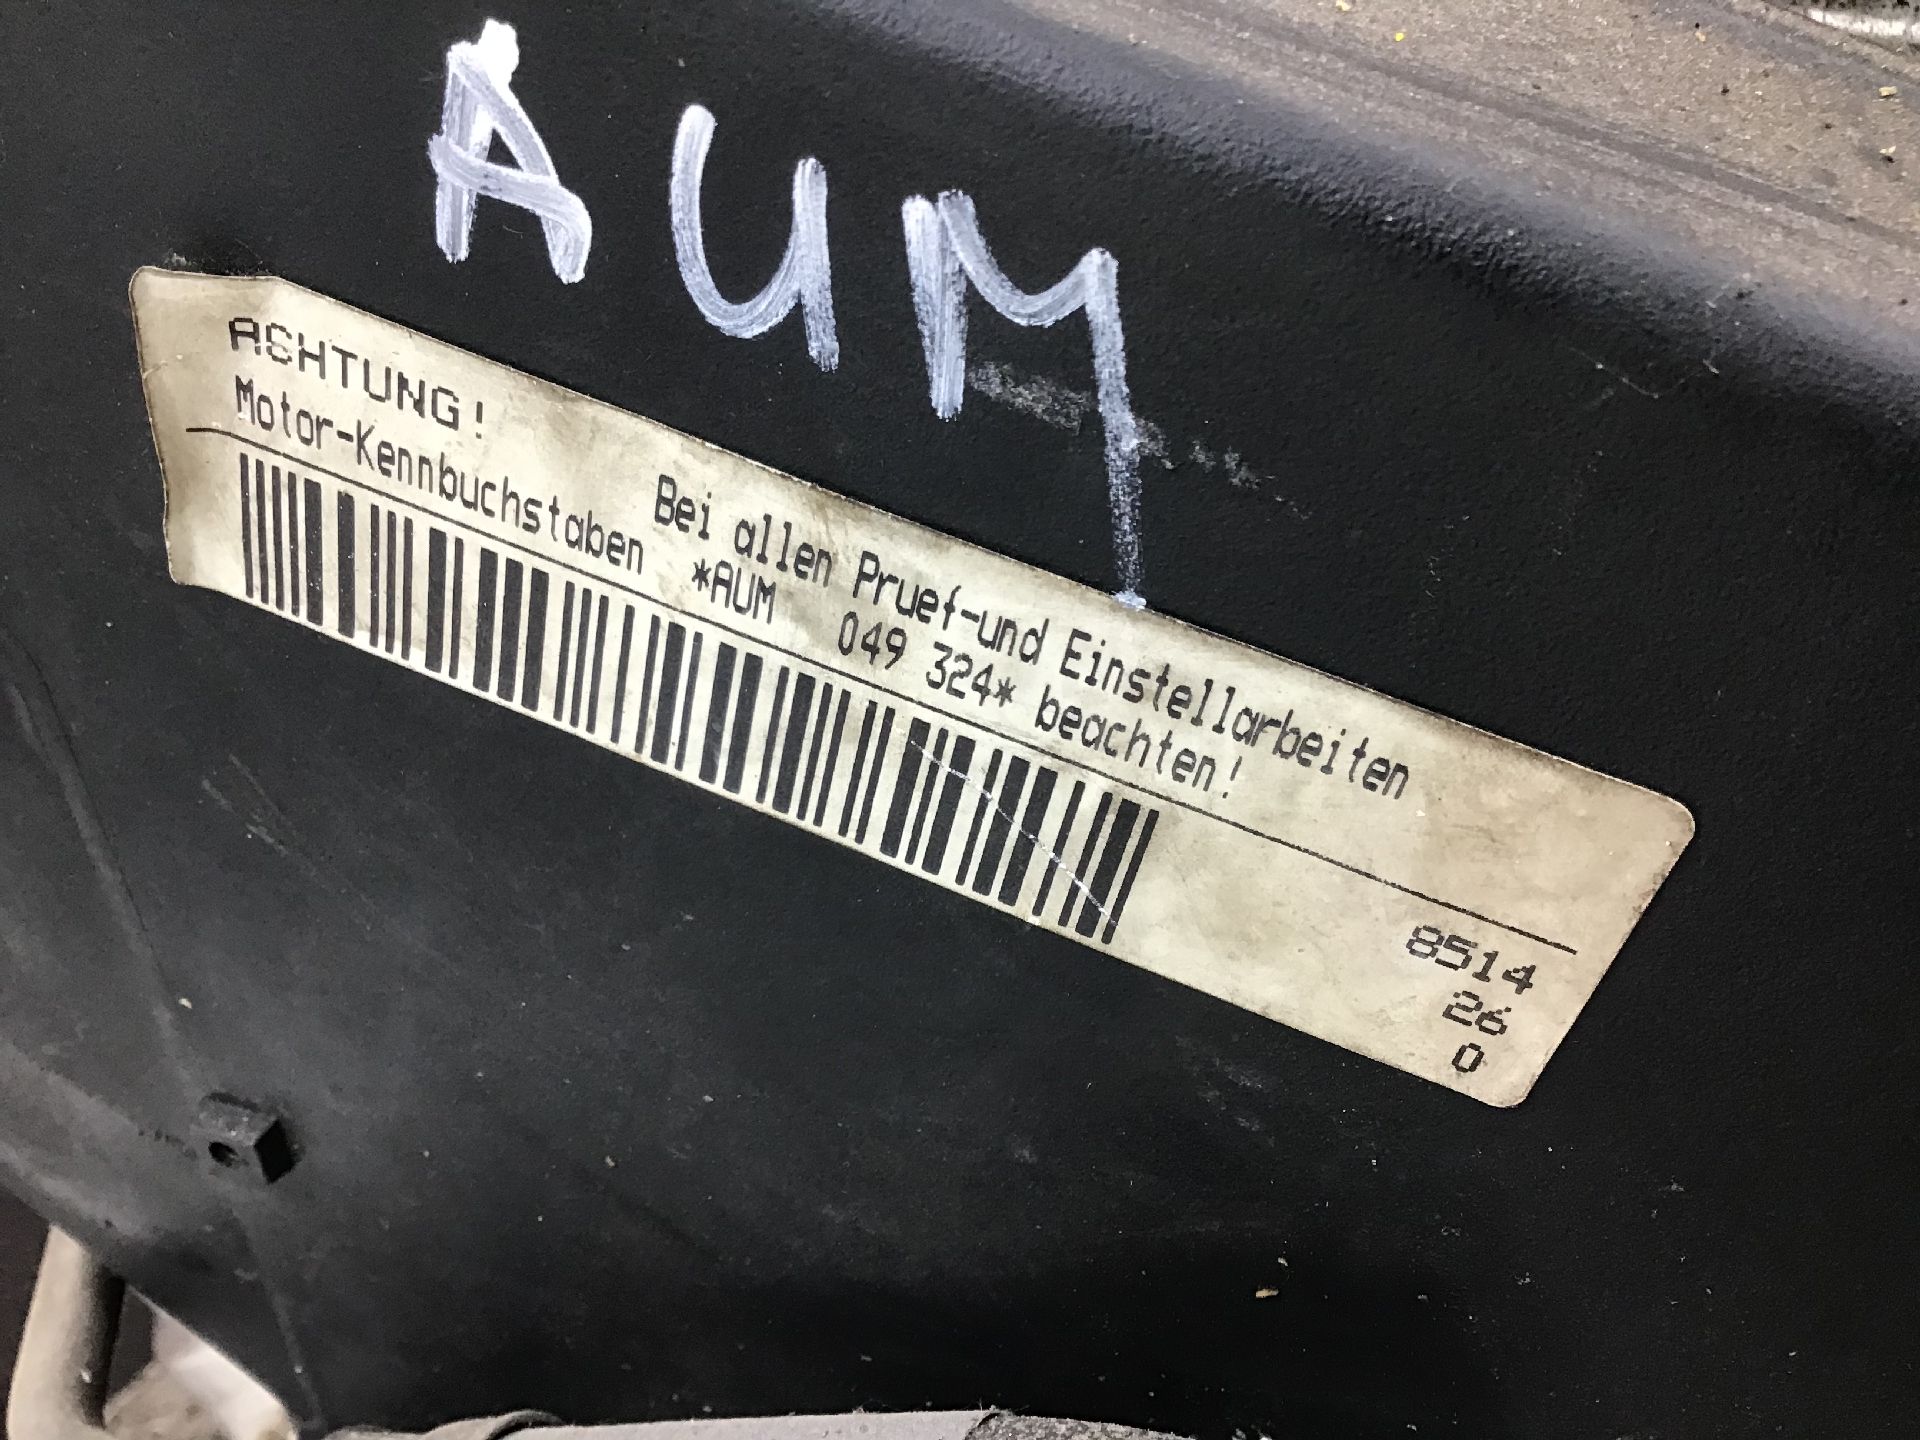 AUM
ACHTUNG!
Bei allen Pruef-und Einstellarbeiten
Motor-Kennbuchstaben *AUM 049 324* beachten!
8514
26
0